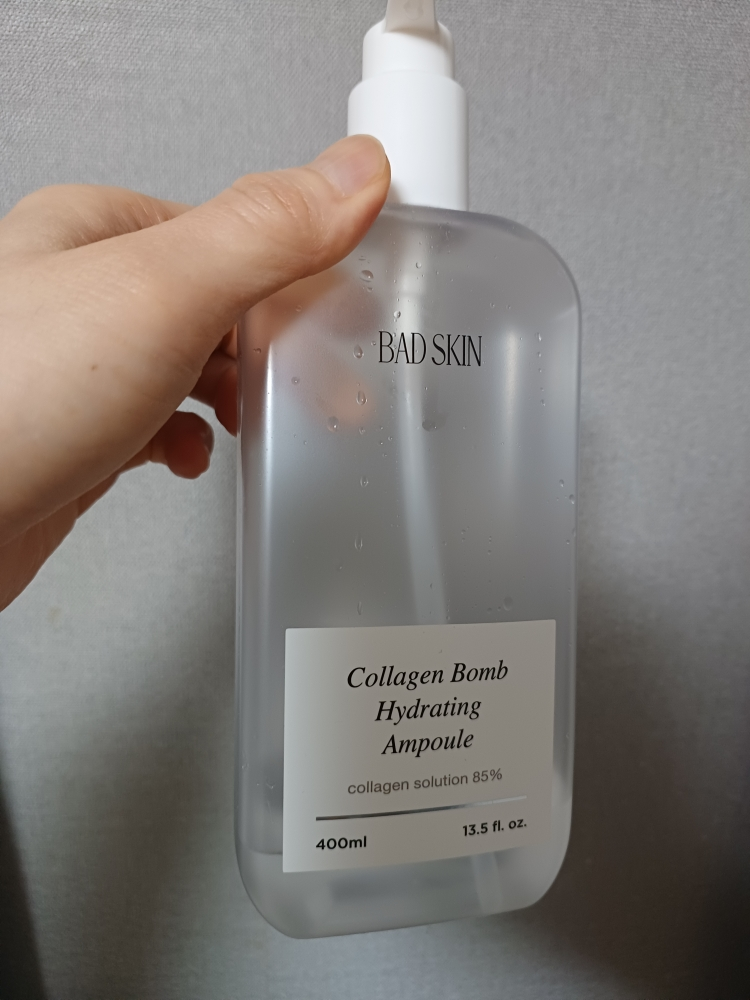 BAD SKIN
Collagen Bomb
Hydrating
Ampoule
collagen solution 85%
400ml 13.5 fl. oz.